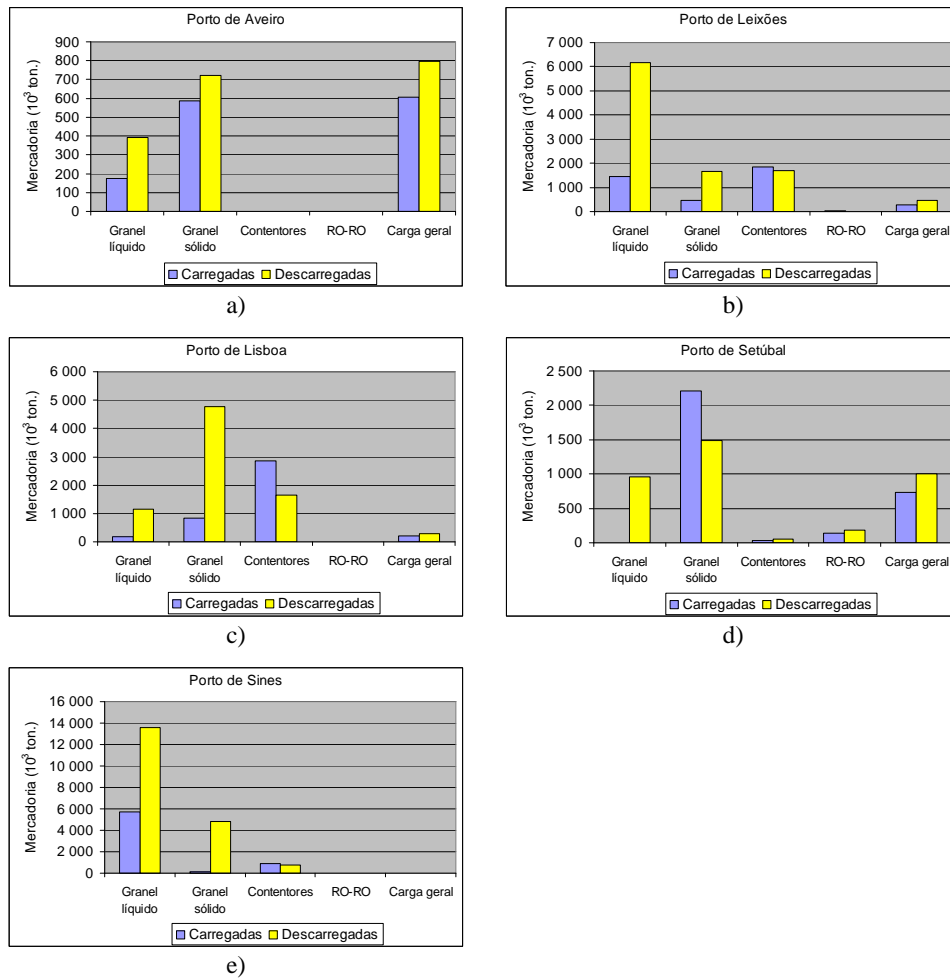 Porto de Aveiro
Mercadoria (10³ ton.)
900
800
700
600
500
400
300
200
100
0
Granel líquido
Granel sólido
Contentores
RO-RO
Carga geral
Carregadas Descarregadas
a)
Porto de Leixões
Mercadoria (10³ ton.)
7 000
6 000
5 000
4 000
3 000
2 000
1 000
0
Granel líquido
Granel sólido
Contentores
RO-RO
Carga geral
Carregadas Descarregadas
b)
Porto de Lisboa
Mercadoria (10³ ton.)
6 000
5 000
4 000
3 000
2 000
1 000
0
Granel líquido
Granel sólido
Contentores
RO-RO
Carga geral
Carregadas Descarregadas
c)
Porto de Setúbal
Mercadoria (10³ ton.)
2 500
2 000
1 500
1 000
500
0
Granel líquido
Granel sólido
Contentores
RO-RO
Carga geral
Carregadas Descarregadas
d)
Porto de Sines
Mercadoria (10³ ton.)
16 000
14 000
12 000
10 000
8 000
6 000
4 000
2 000
0
Granel líquido
Granel sólido
Contentores
RO-RO
Carga geral
Carregadas Descarregadas
e)